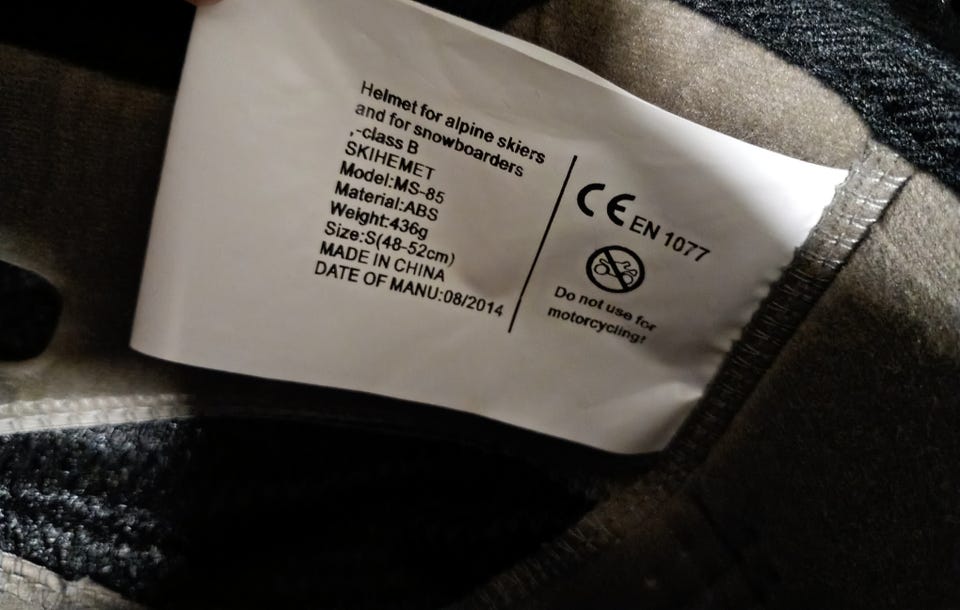 Helmet for alpine skiers
and for snowboarders
,-class B
SKIHEMET
Model:MS-85
Material:ABS
Weight:436g
Size:S(48-52cm)
MADE IN CHINA
DATE OF MANU:08/2014
CE EN 1077
Do not use for
motorcycling!